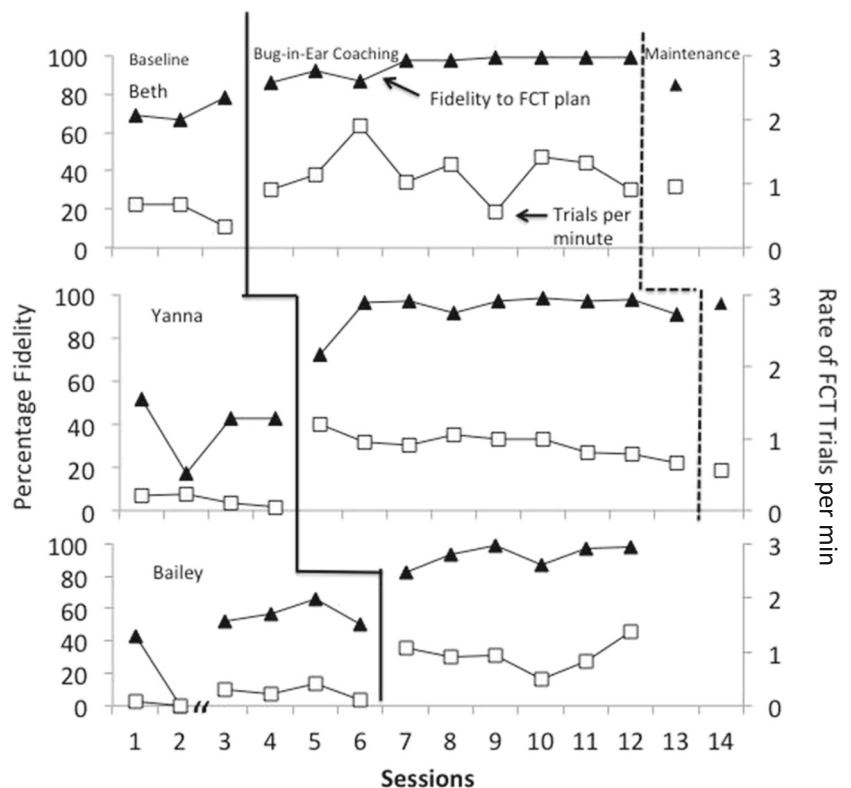 Baseline
Bug-in-Ear Coaching
Maintenance
Beth
Fidelity to FCT plan
Trials per
minute
100
80
60
40
20
0
3
2
1
0
Yanna
100
80
60
40
20
0
3
2
1
0
Bailey
100
80
60
40
20
0
3
2
1
0
Percentage Fidelity
Rate of FCT Trials per min
1 2 3 4 5 6 7 8 9 10 11 12 13 14
Sessions